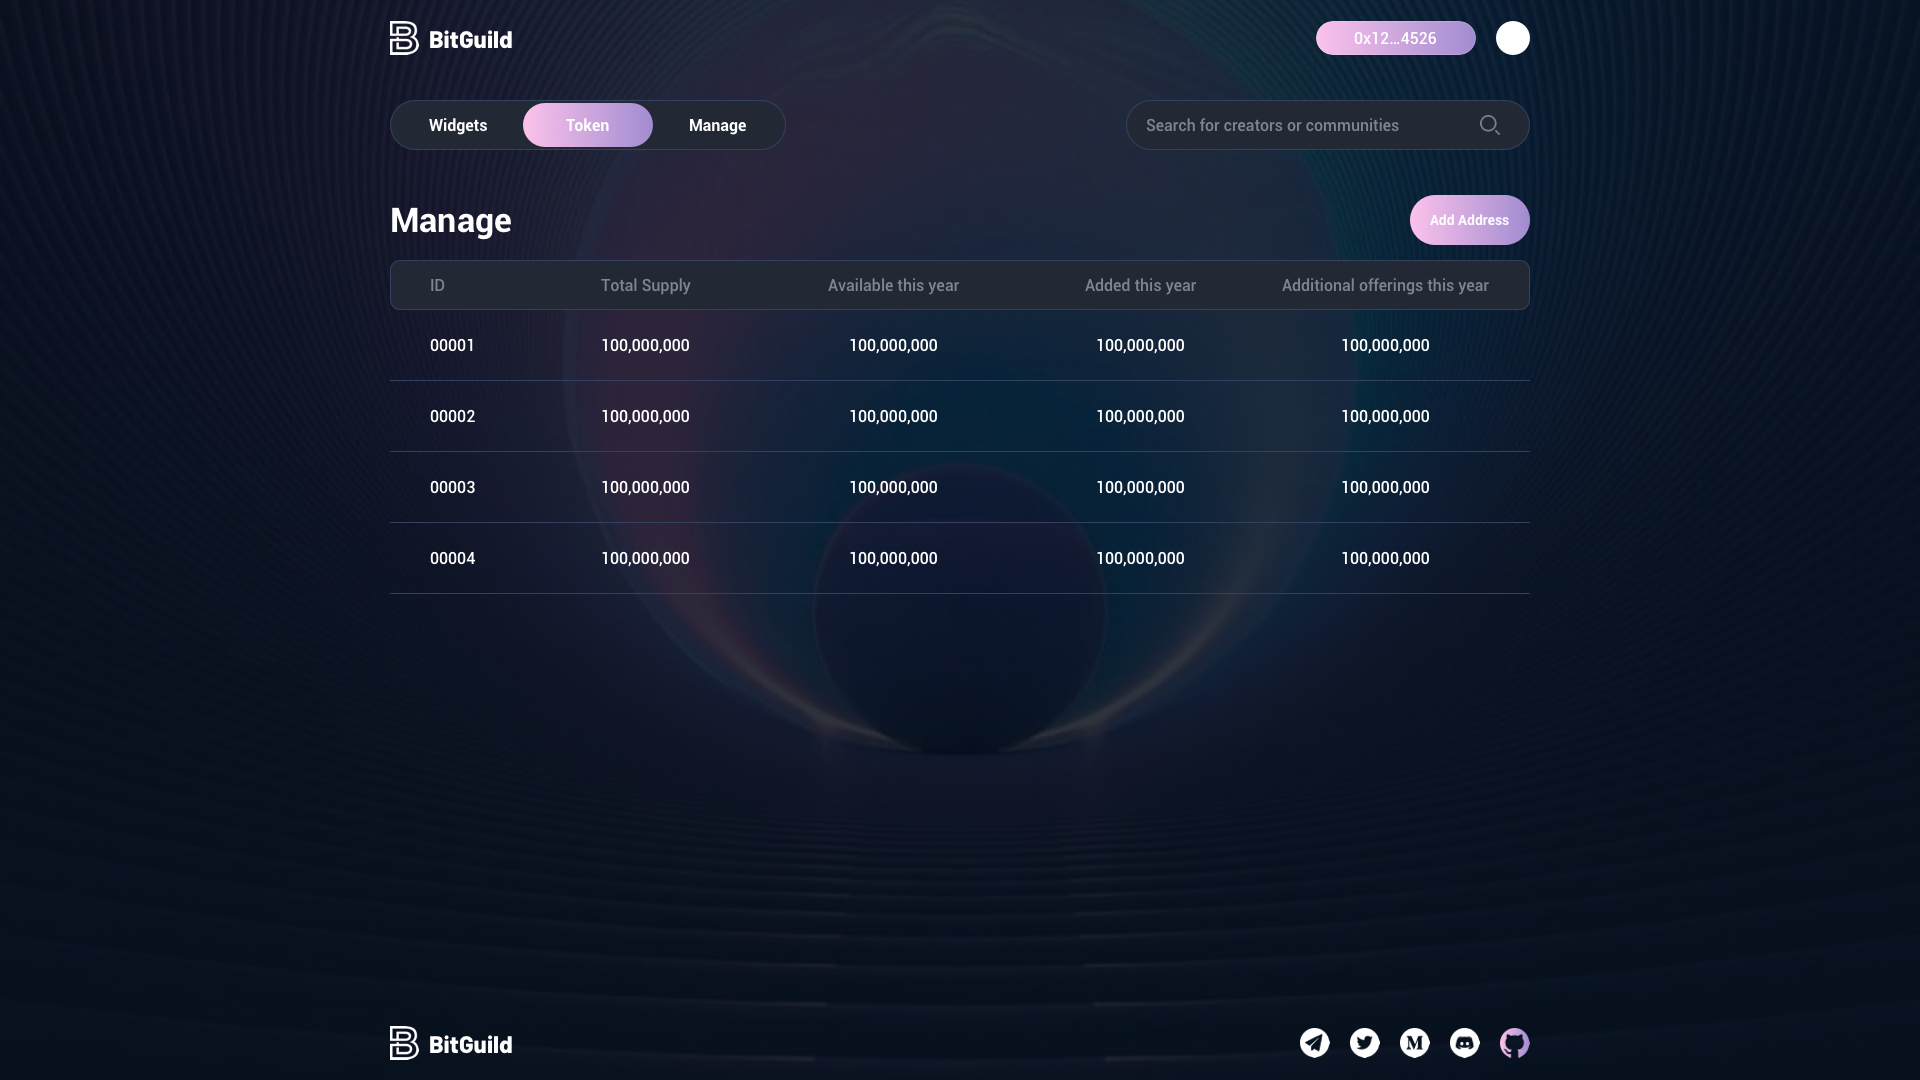 BitGuild
0x12...4526
Widgets Token Manage
Search for creators or communities
Manage
Add Address
ID Total Supply Available this year Added this year Additional offerings this year
00001 100,000,000 100,000,000 100,000,000 100,000,000
00002 100,000,000 100,000,000 100,000,000 100,000,000
00003 100,000,000 100,000,000 100,000,000 100,000,000
00004 100,000,000 100,000,000 100,000,000 100,000,000
BitGuild